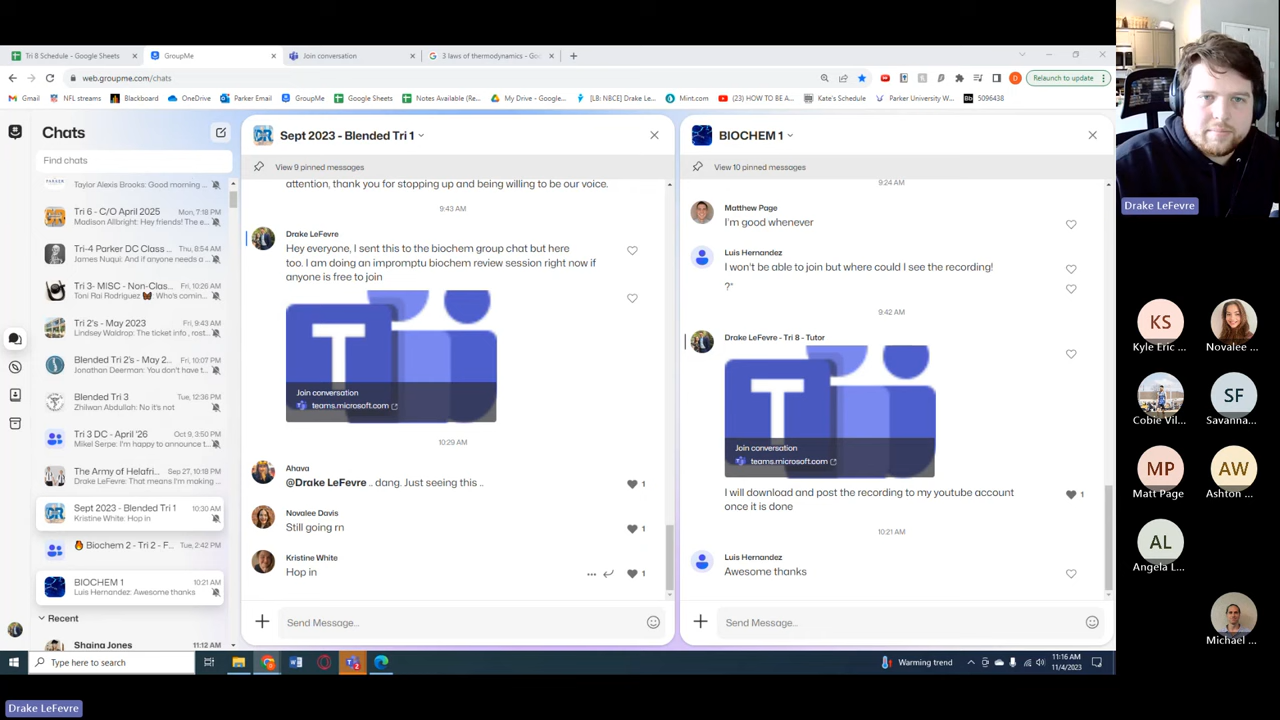 Tri 8 Schedule - Google Sheets
GroupMe
Join conversation
3 laws of thermodynamics - Goo
web.groupme.com/chats
Relaunch to update
Gmail
NFL streams
Blackboard
OneDrive
Parker Email
GroupMe
Google Sheets
Notes Available (Re...
My Drive - Google...
[LB: NBCE] Drake Le...
Mint.com
(23) HOW TO BE A...
Kate's Schedule
Parker University W...
5096438
Chats
Find chats
Taylor Alexis Brooks: Good morning ...
Tri 6 - C/O April 2025
Mon, 7:18 PM
Madison Allbright: Hey friends! The e...
Tri-4 Parker DC Class ...
Thu, 8:54 AM
James Nuqui: And if anyone needs a ...
Tri 3- MISC - Non-Clas...
Fri, 10:26 AM
Toni Rai Rodriguez 🦋 Who's comin...
Tri 2's - May 2023
Fri, 9:43 AM
Lindsey Waldrop: The ticket info , rost...
Blended Tri 2's - May 2...
Fri, 10:07 PM
Jonathan Deerman: You don't have t...
Blended Tri 3
Tue, 12:36 PM
Zhilwan Abdullah: No it's not
Tri 3 DC - April '26
Oct 9, 3:50 PM
Mikel Serpe: I'm happy to announce t...
The Army of Helafri...
Sep 27, 10:18 PM
Drake LeFevre: That means I'm making ...
Sept 2023 - Blended Tri 1
10:30 AM
Kristine White: Hop in
🔥 Biochem 2 - Tri 2 - F...
Tue, 2:42 PM
BIOCHEM 1
10:21 AM
Luis Hernandez: Awesome thanks
Recent
Shaina Jones
11:12 AM
Sept 2023 - Blended Tri 1
View 9 pinned messages
attention, thank you for stopping up and being willing to be our voice.
9:43 AM
Drake LeFevre
Hey everyone, I sent this to the biochem group chat but here
too. I am doing an impromptu biochem review session right now if
anyone is free to join
T
Join conversation
teams.microsoft.com
10:29 AM
Ahava
@Drake LeFevre .. dang. Just seeing this ..
1
Novalee Davis
Still going rn
1
Kristine White
Hop in
1
Send Message...
BIOCHEM 1
View 10 pinned messages
9:24 AM
Matthew Page
I'm good whenever
Luis Hernandez
I won't be able to join but where could I see the recording!
?*
9:42 AM
Drake LeFevre - Tri 8 - Tutor
T
Join conversation
teams.microsoft.com
I will download and post the recording to my youtube account
once it is done
1
10:21 AM
Luis Hernandez
Awesome thanks
Send Message...
Type here to search
Warming trend
11:16 AM
11/4/2023
Drake LeFevre
KS
Kyle Eric ...
Novalee ...
Cobie Vil...
SF
Savanna...
MP
Matt Page
AW
Ashton ...
AL
Angela L...
Michael ...
Drake LeFevre